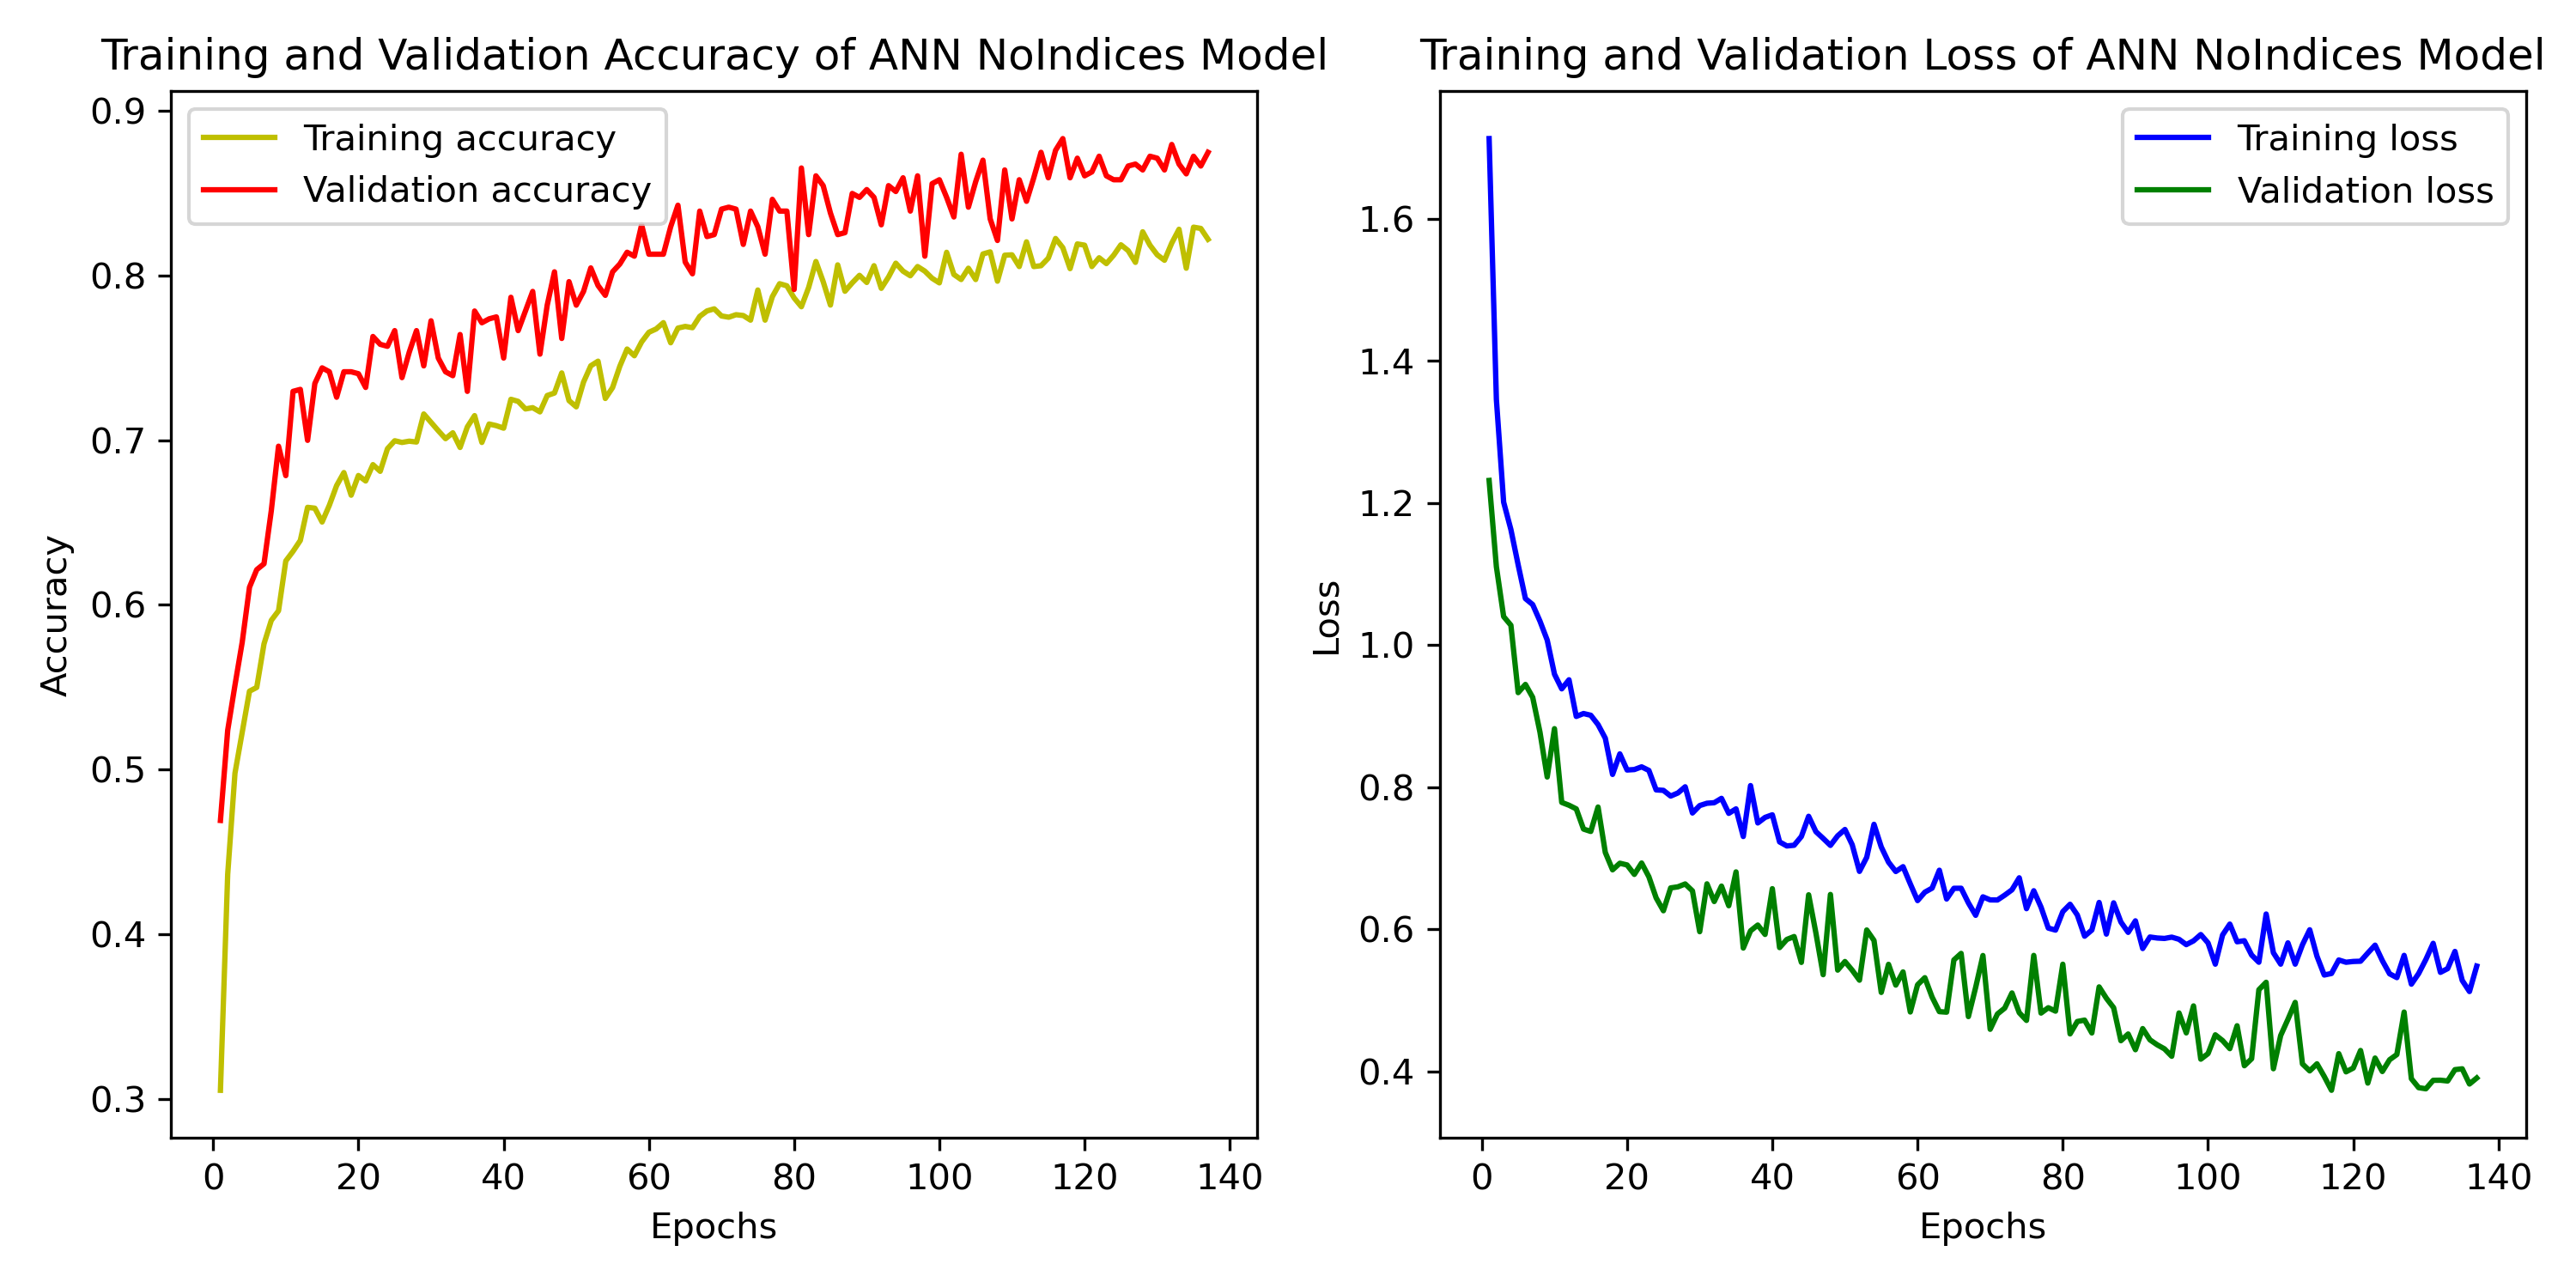 Training and Validation Accuracy of ANN NoIndices Model
Training accuracy
Validation accuracy
0.9
0.8
0.7
0.6
0.5
0.4
0.3
Accuracy
0 20 40 60 80 100 120 140
Epochs
Training and Validation Loss of ANN NoIndices Model
Training loss
Validation loss
1.6
1.4
1.2
1.0
0.8
0.6
0.4
Loss
0 20 40 60 80 100 120 140
Epochs